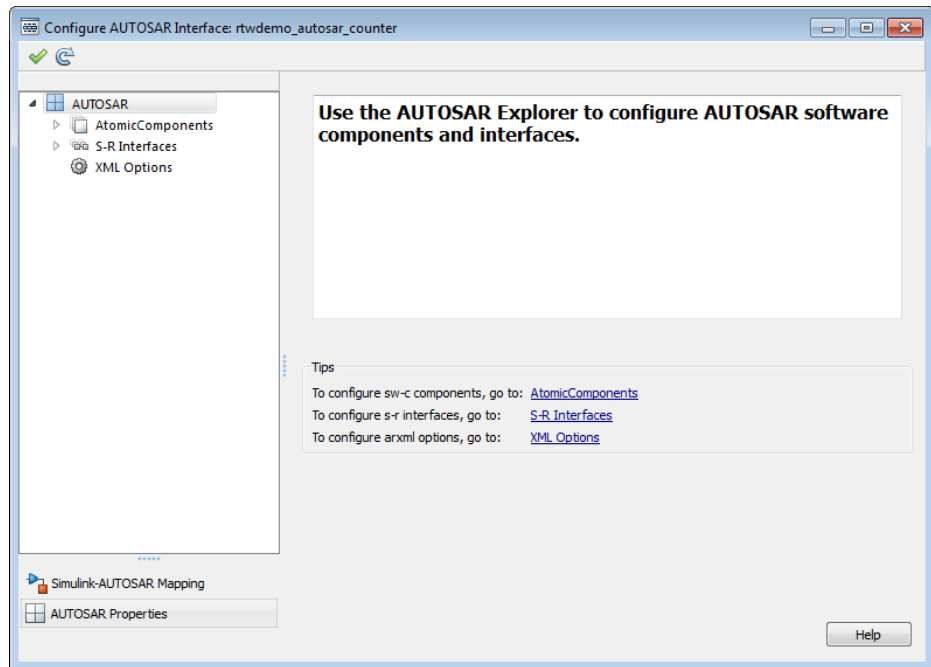 Configure AUTOSAR Interface: rtwdemo_autosar_counter
AUTOSAR
AtomicComponents
S-R Interfaces
XML Options
Use the AUTOSAR Explorer to configure AUTOSAR software
components and interfaces.
Tips
To configure sw-c components, go to: AtomicComponents
To configure s-r interfaces, go to: S-R Interfaces
To configure arxml options, go to: XML Options
Simulink-AUTOSAR Mapping
AUTOSAR Properties
Help